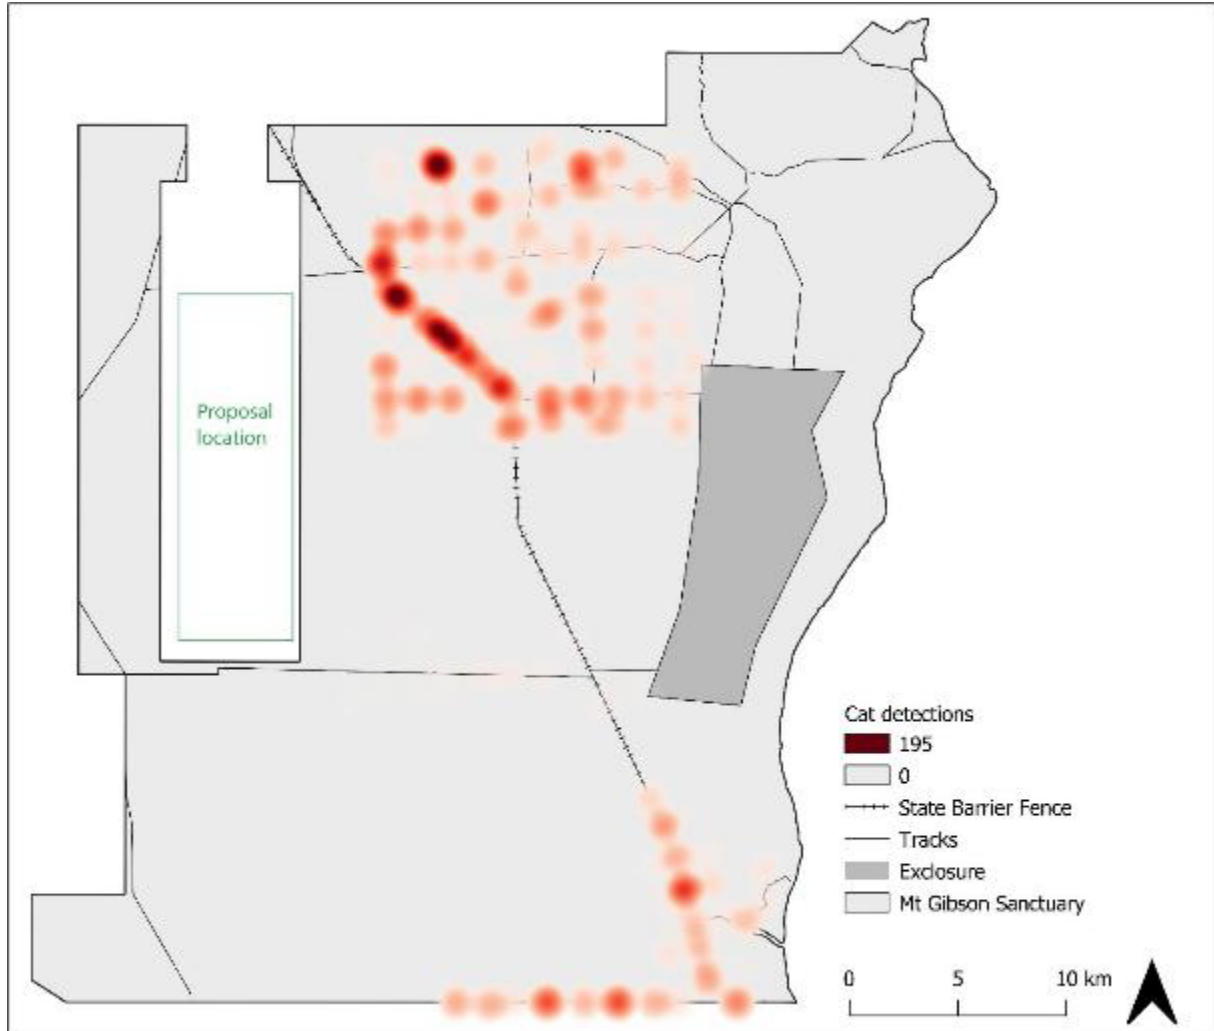 Proposal
location
Cat detections
195
0
State Barrier Fence
Tracks
Exclosure
Mt Gibson Sanctuary
0 5 10 km